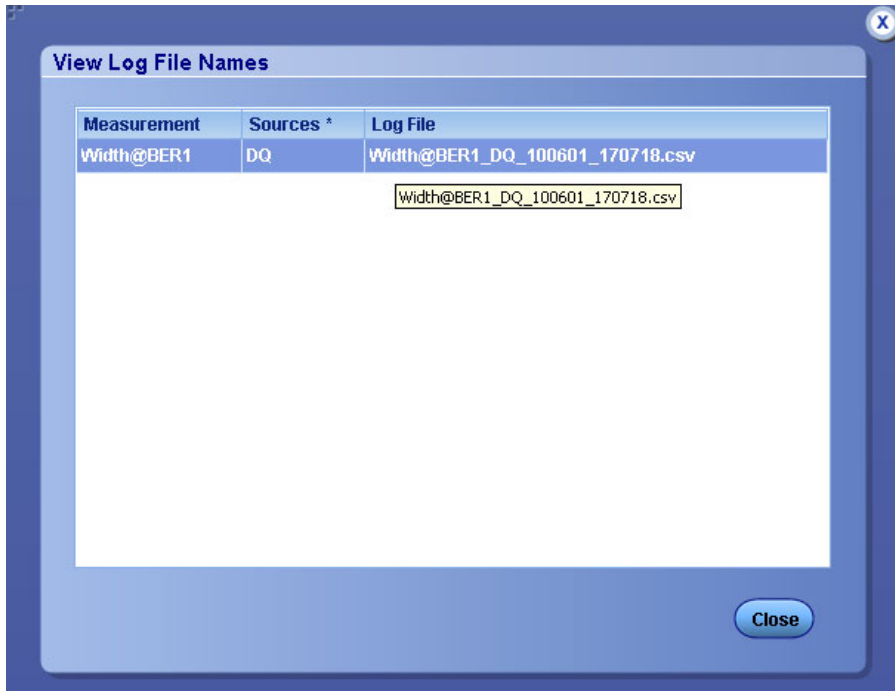 X
View Log File Names
Measurement Sources * Log File
Width@BER1 DQ Width@BER1_DQ_100601_170718.csv
Width@BER1_DQ_100601_170718.csv
Close